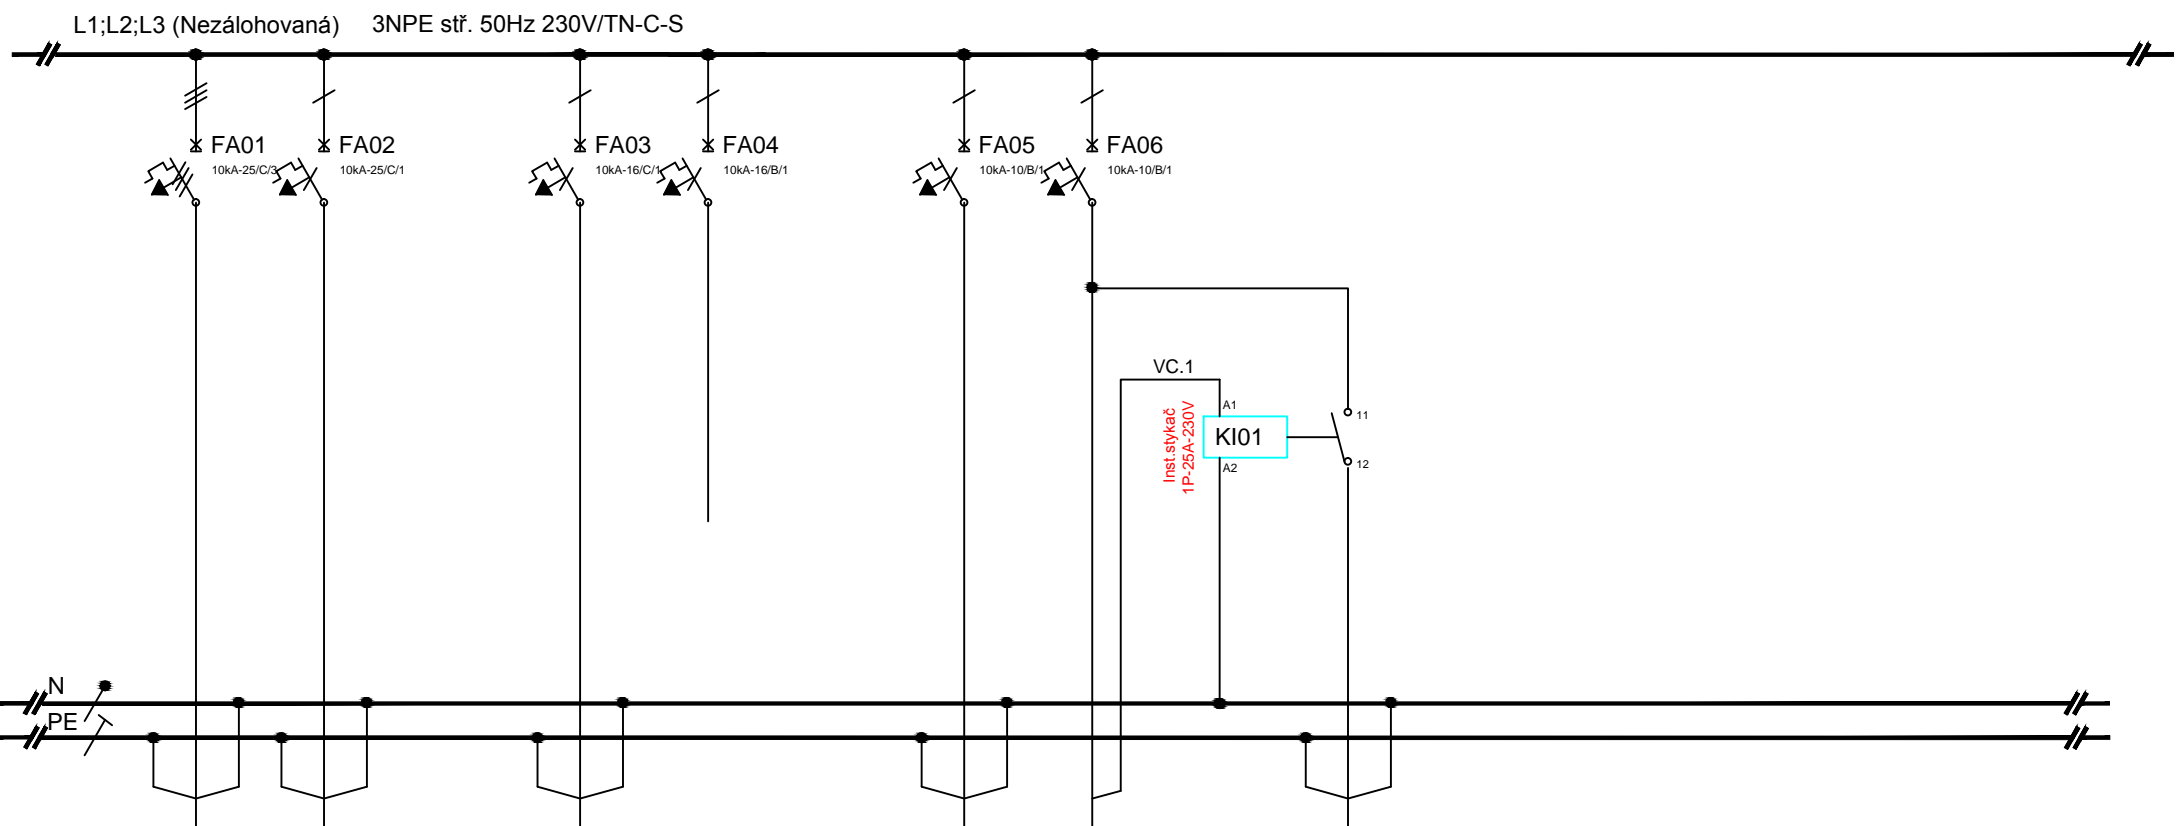 L1;L2;L3 (Nezálohovaná) 3NPE stř. 50Hz 230V/TN-C-S
FA01
10kA-25/C/3
FA02
10kA-25/C/1
FA03
10kA-16/C/1
FA04
10kA-16/B/1
FA05
10kA-10/B/1
FA06
10kA-10/B/1
VC.1
Inst.stykač
1P-25A-230V
A1
KI01
A2
11
12
N
PE